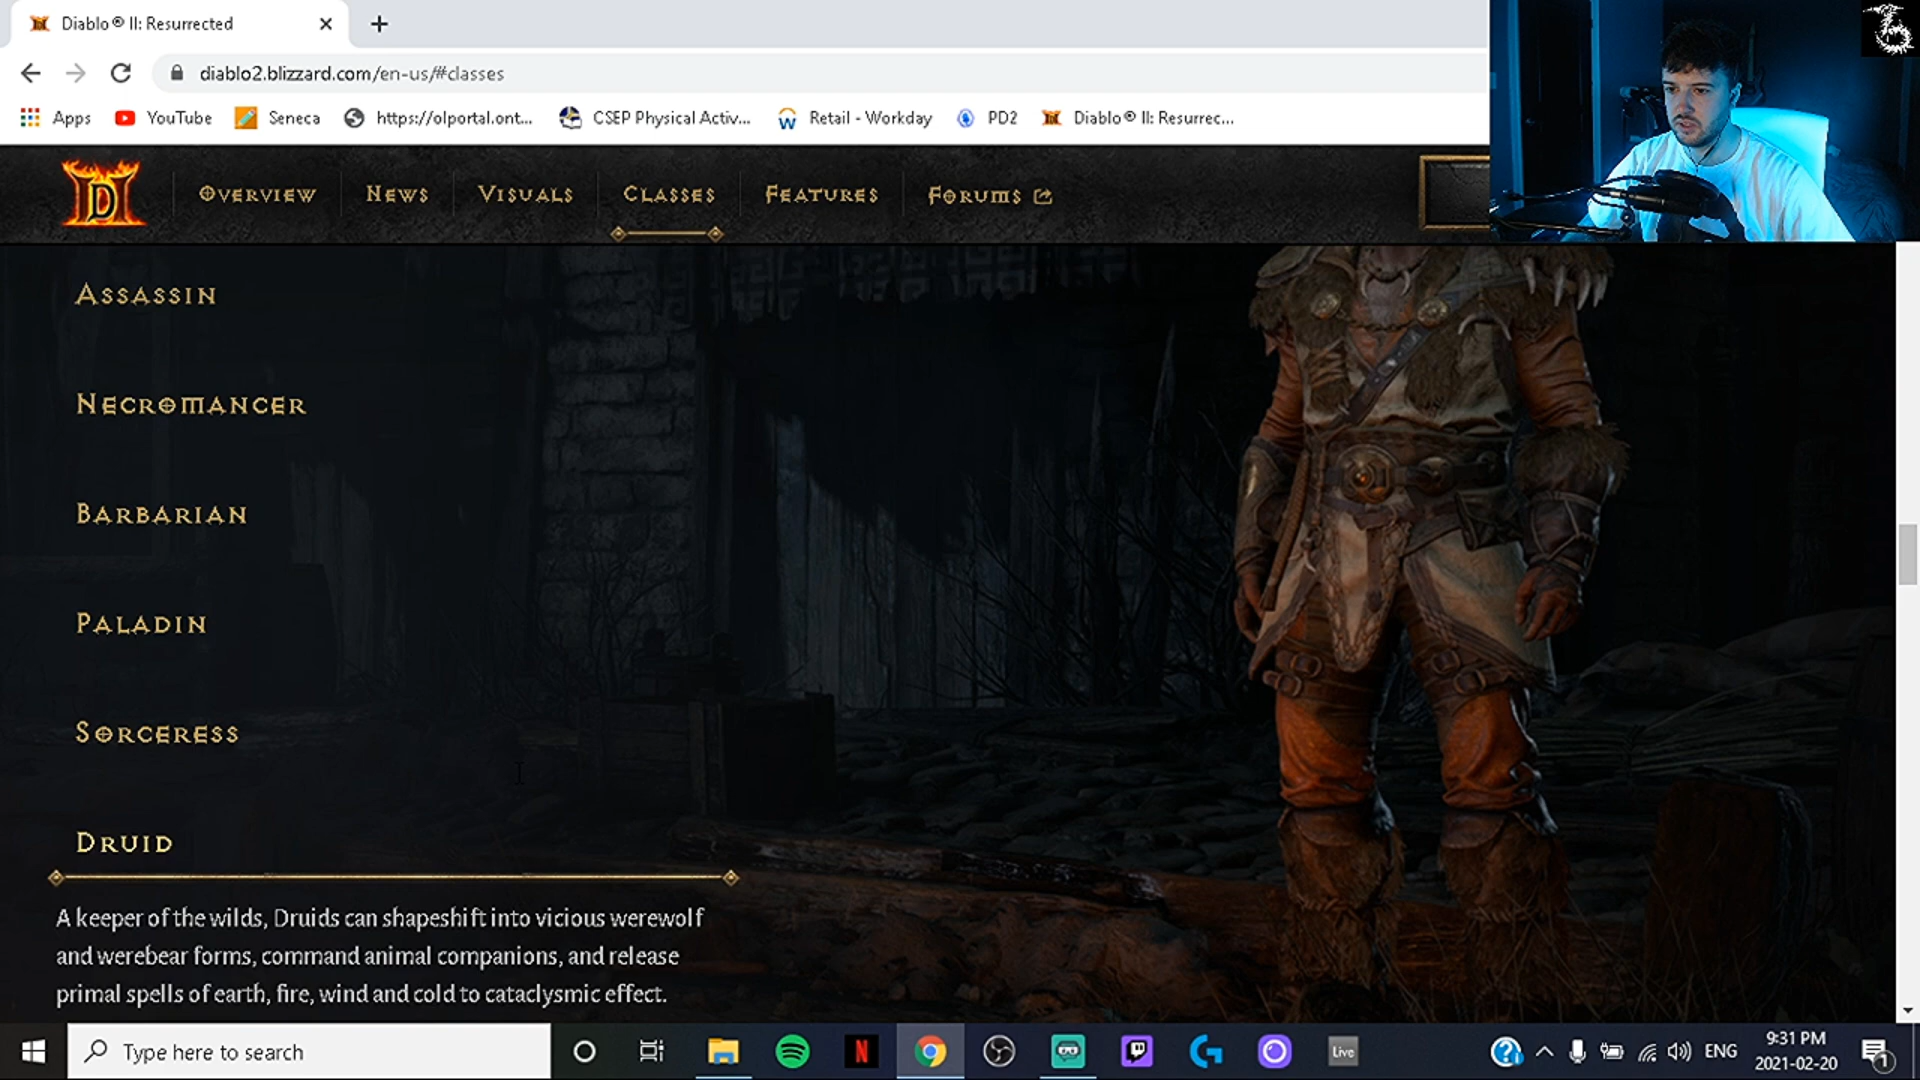 Diablo ® II: Resurrected
diablo2.blizzard.com/en-us/#classes
Apps YouTube Seneca https://olportal.ont... CSEP Physical Activ... Retail - Workday PD2 Diablo® II: Resurrec...
Overview News Visuals Classes Features Forums
Assassin
Necromancer
Barbarian
Paladin
Sorceress
Druid
A keeper of the wilds, Druids can shapeshift into vicious werewolf
and werebear forms, command animal companions, and release
primal spells of earth, fire, wind and cold to cataclysmic effect.
Type here to search
Live
ENG
9:31 PM
2021-02-20
1